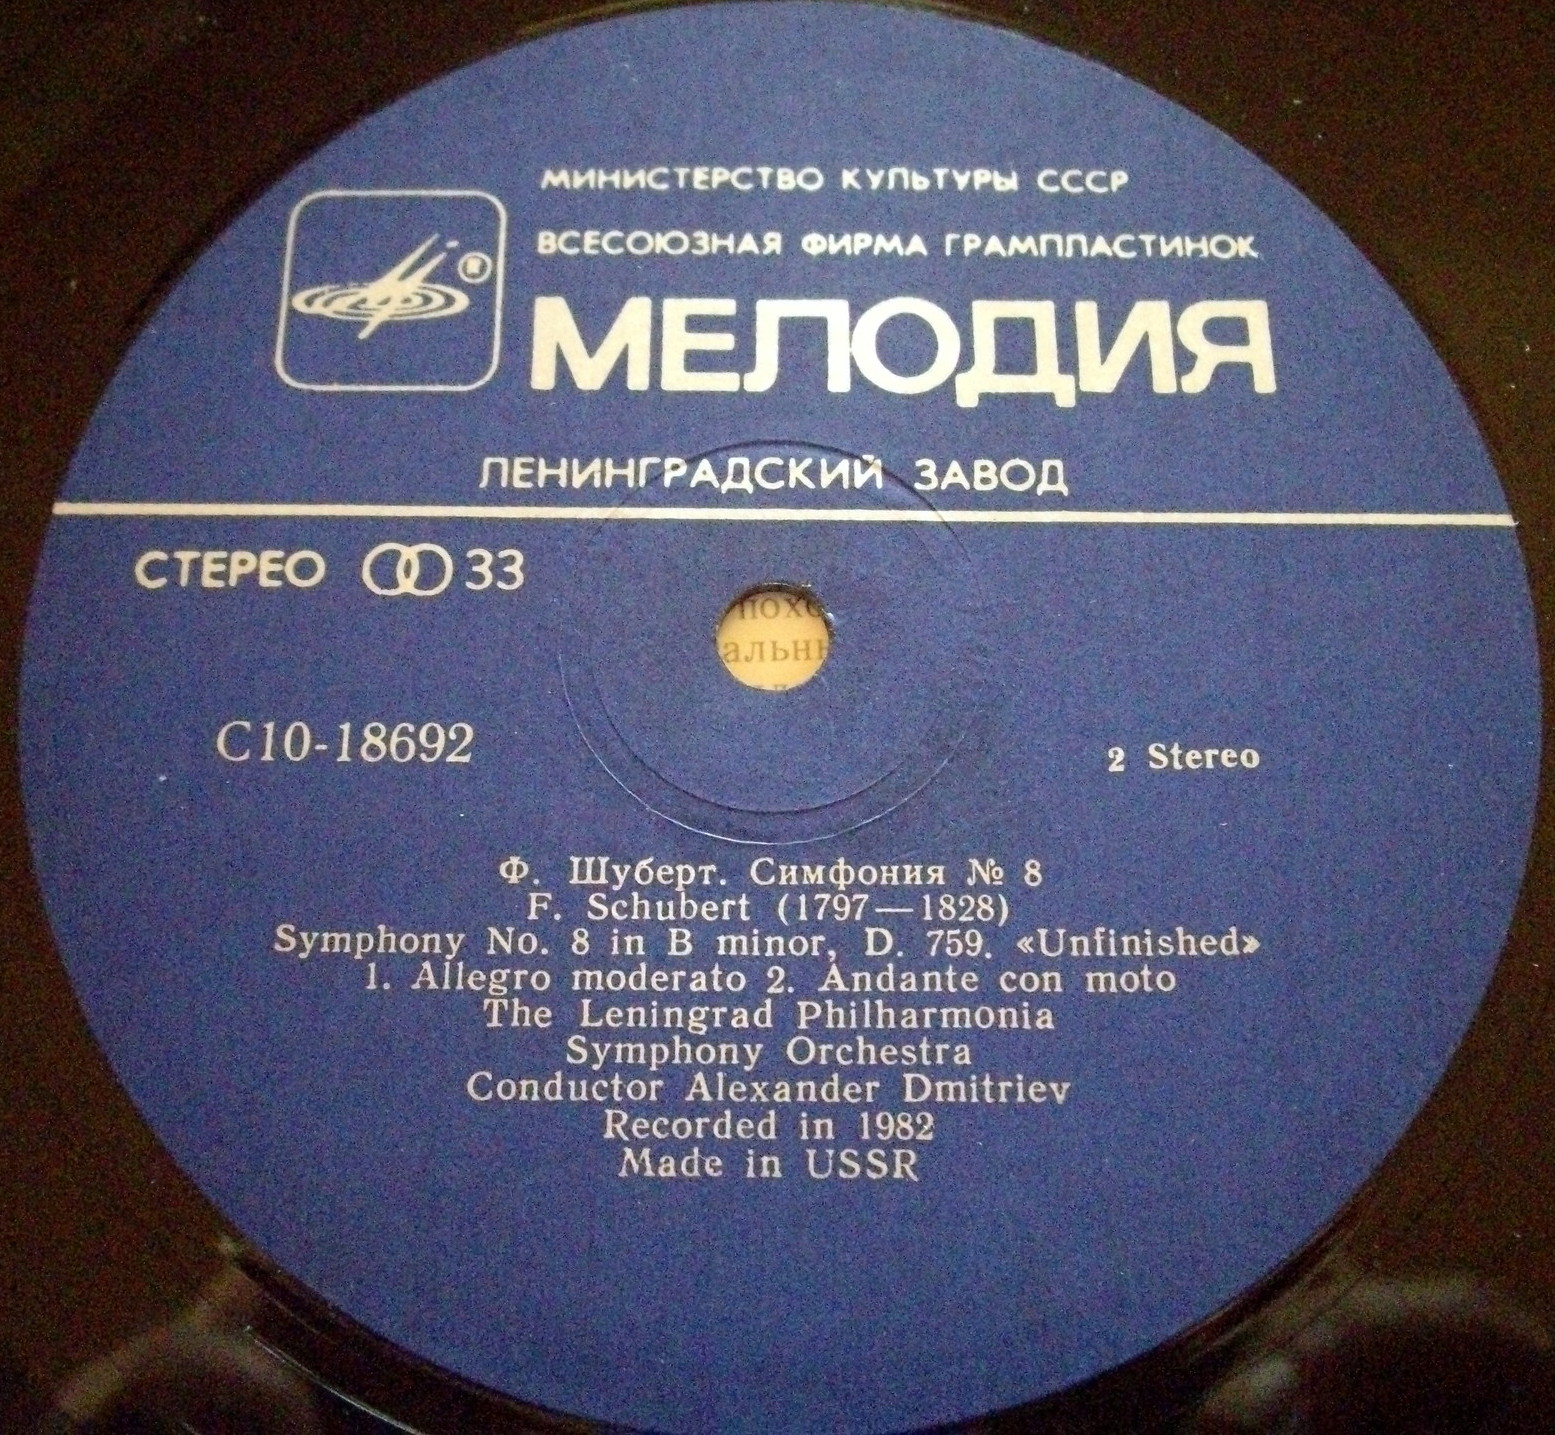 МИНИСТЕРСТВО КУЛЬТУРЫ СССР
ВСЕСОЮЗНАЯ ФИРМА ГРАМПЛАСТИНОК
®
МЕЛОДИЯ
ЛЕНИНГРАДСКИЙ ЗАВОД
СТЕРЕО 33
С10-18692
2 Stereo
Ф. Шуберт. Симфония № 8
F. Schubert (1797—1828)
Symphony No. 8 in B minor, D. 759. «Unfinished»
1. Allegro moderato 2. Andante con moto
The Leningrad Philharmonia
Symphony Orchestra
Conductor Alexander Dmitriev
Recorded in 1982
Made in USSR